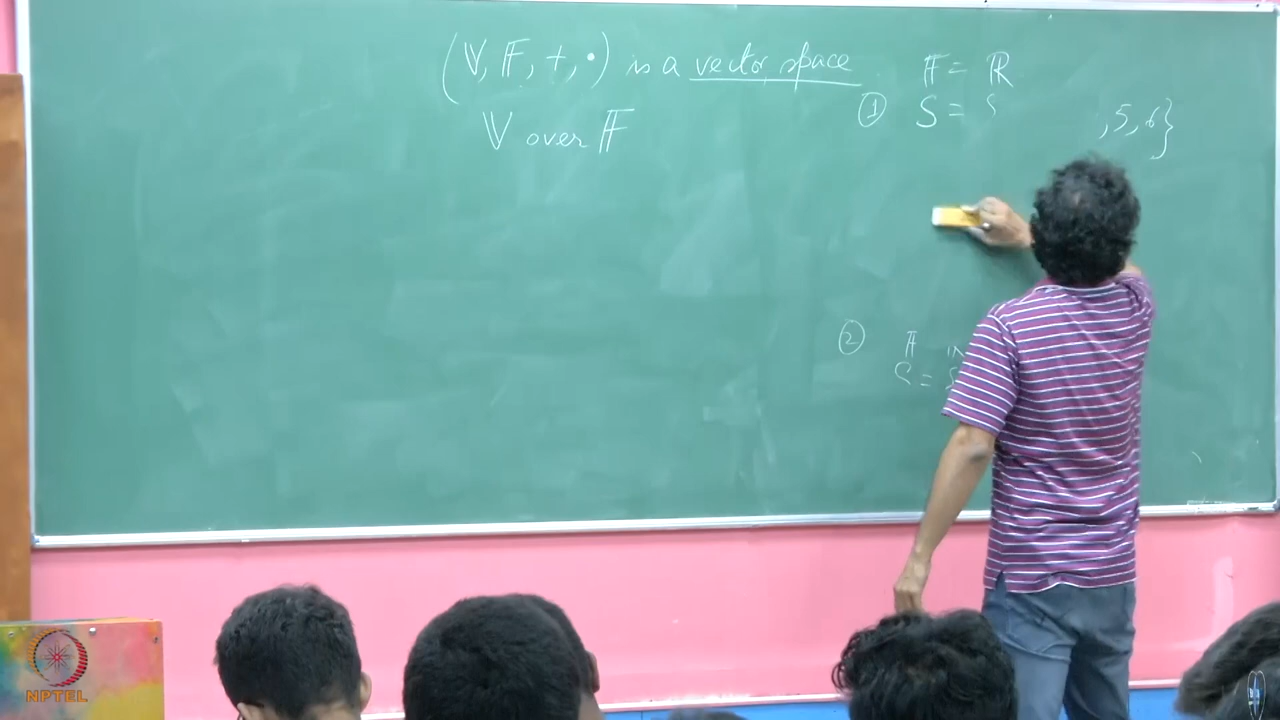 (𝕍, 𝔽, +, •) is a vector space
𝕍 over 𝔽
𝔽 = ℝ
① S =
, 5, 6}
②
S =
NPTEL